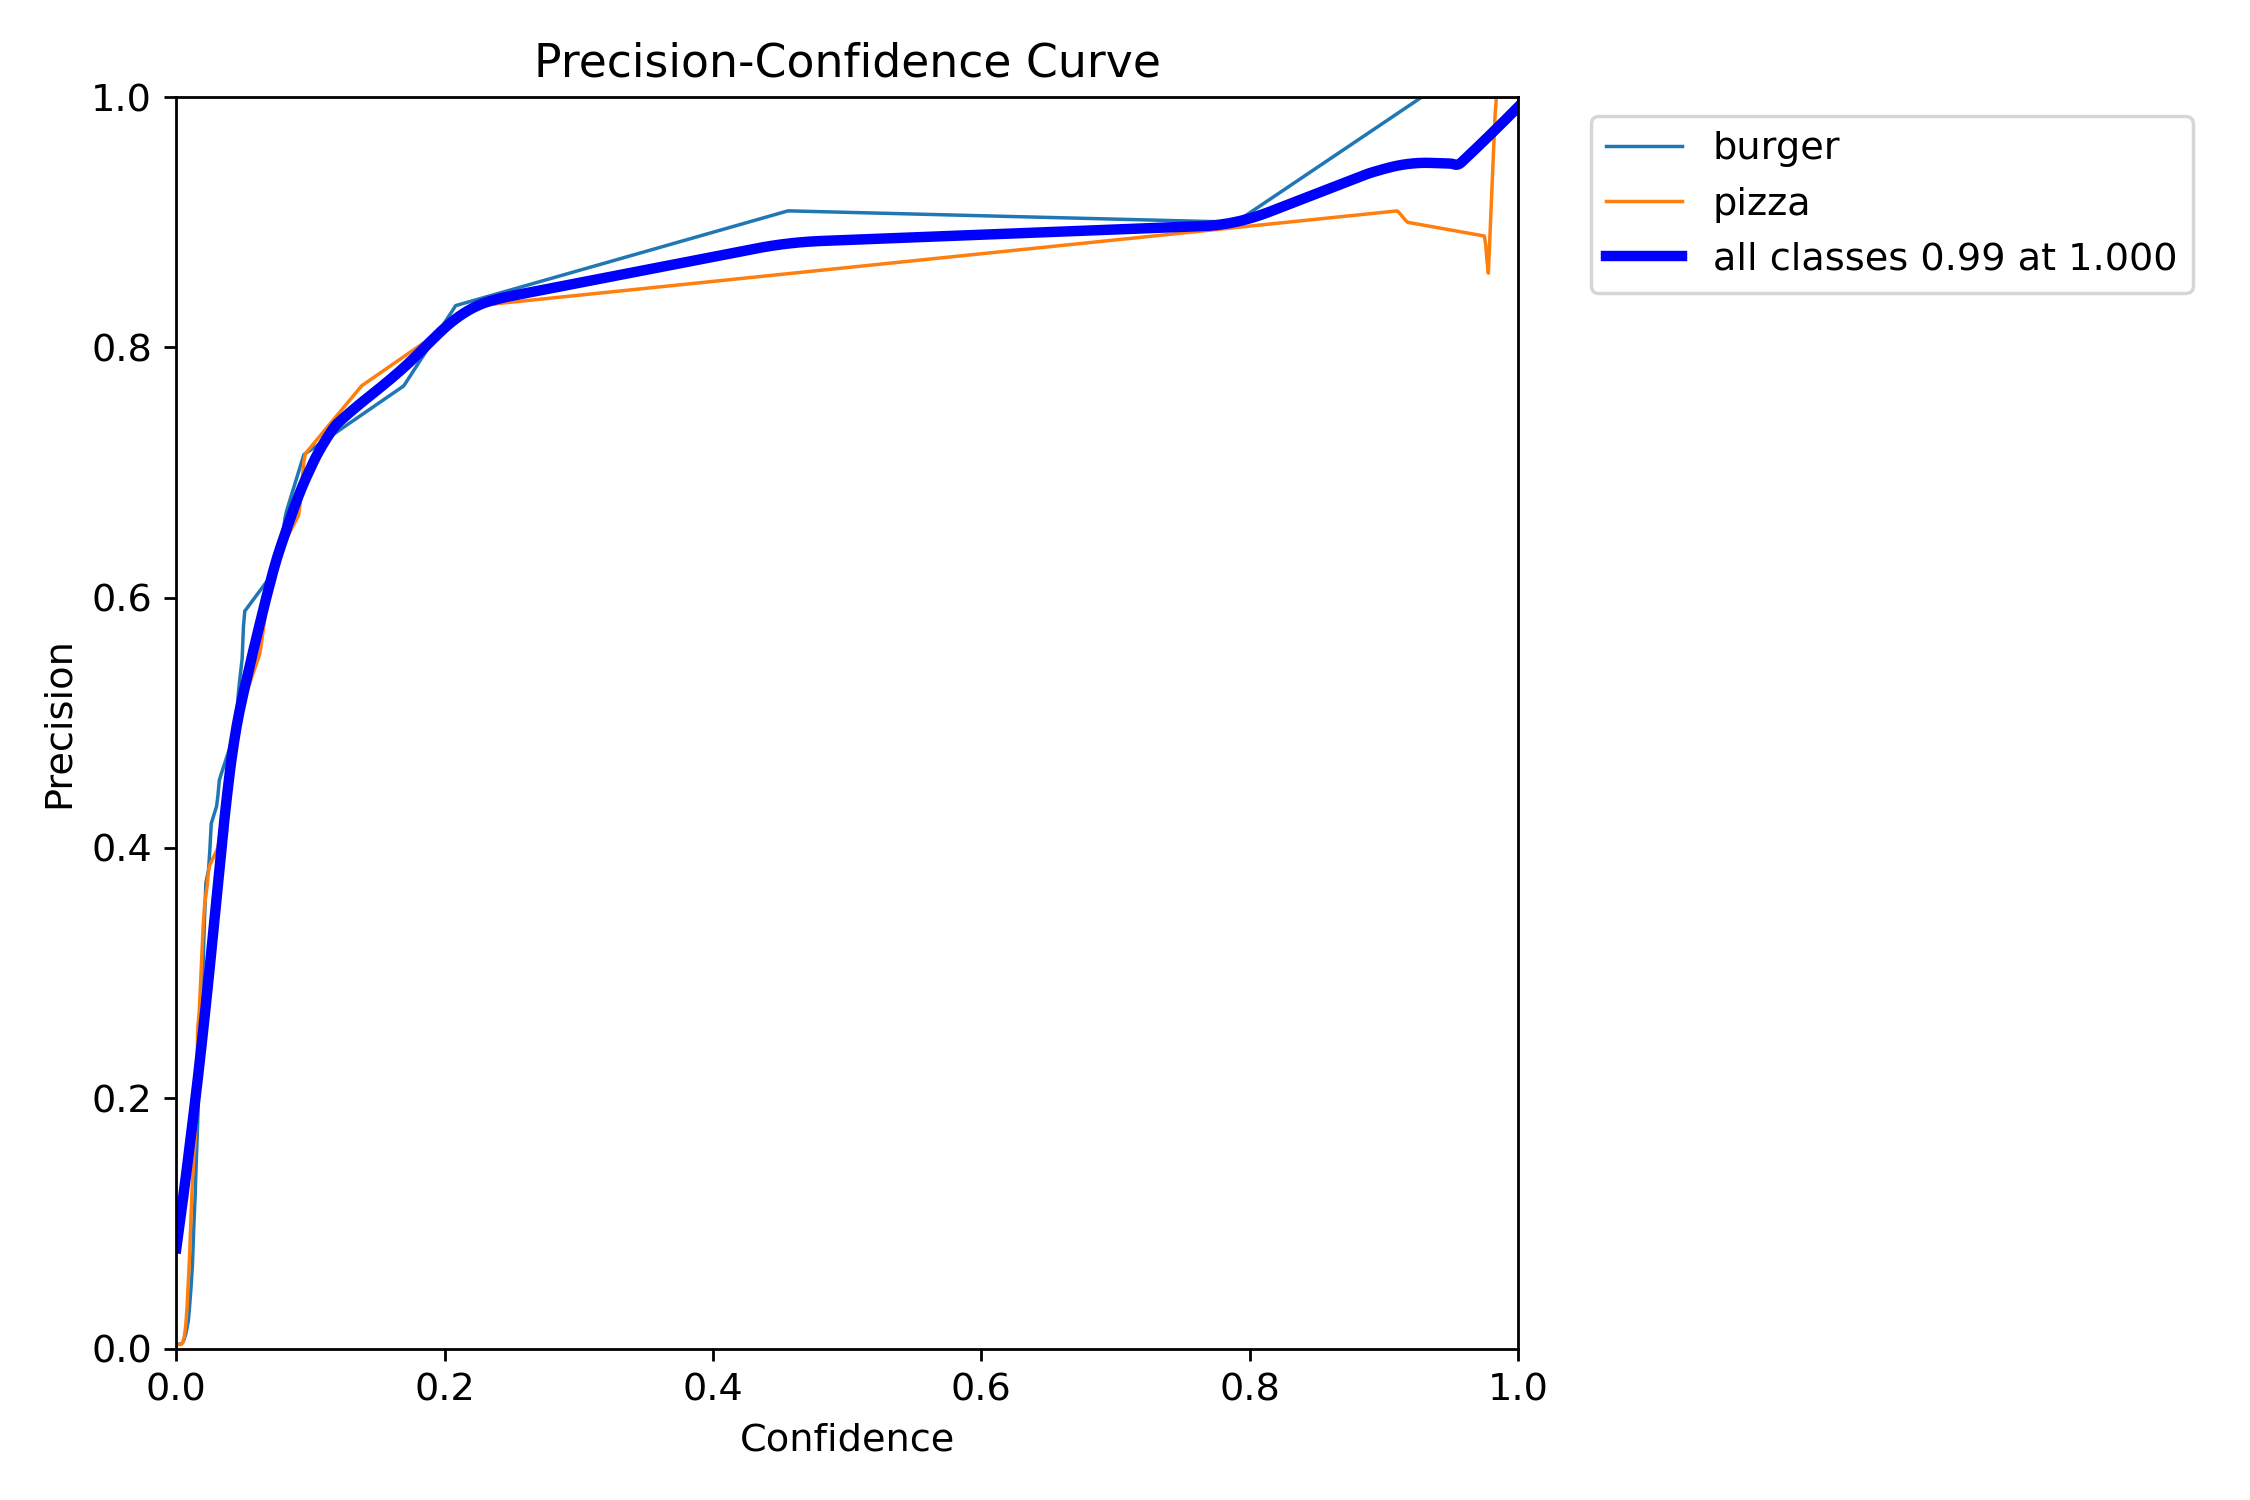 Precision-Confidence Curve
burger
pizza
all classes 0.99 at 1.000
Precision
1.0
0.8
0.6
0.4
0.2
0.0
0.0 0.2 0.4 0.6 0.8 1.0
Confidence